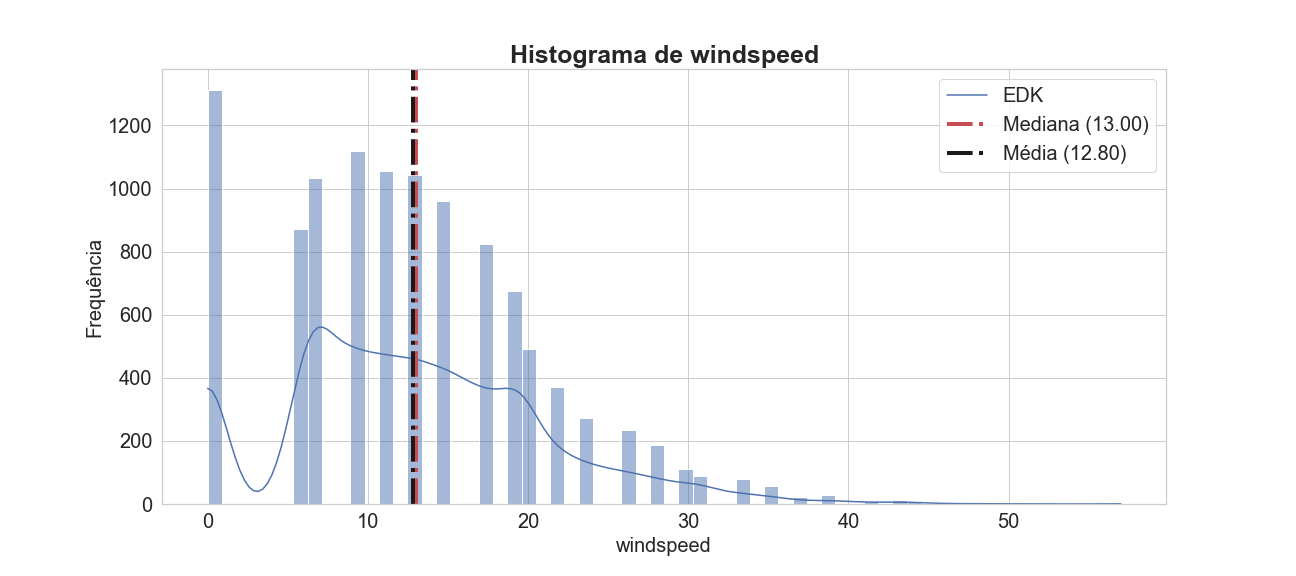 Histograma de windspeed
EDK
Mediana (13.00)
Média (12.80)
1200
1000
800
600
400
200
0
Frequência
0 10 20 30 40 50
windspeed